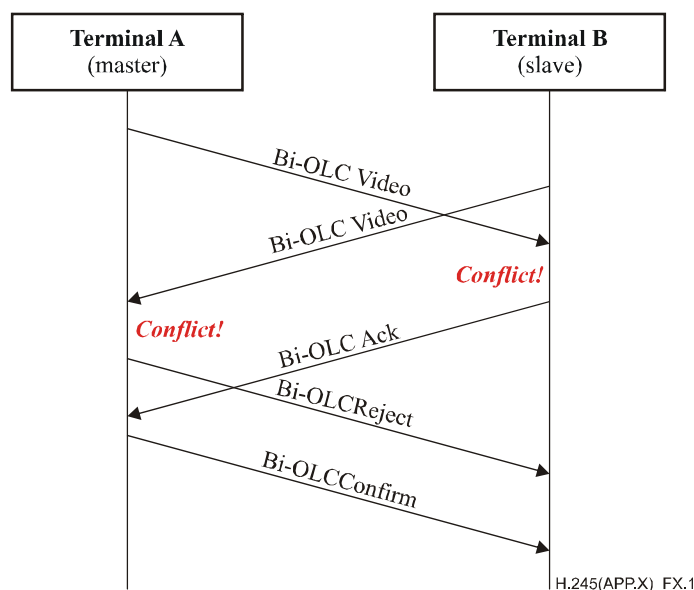 Terminal A
(master)
Terminal B
(slave)
Bi-OLC Video
Bi-OLC Video
Conflict!
Conflict!
Bi-OLC Ack
Bi-OLCReject
Bi-OLCConfirm
H.245(APP.X)_FX.1